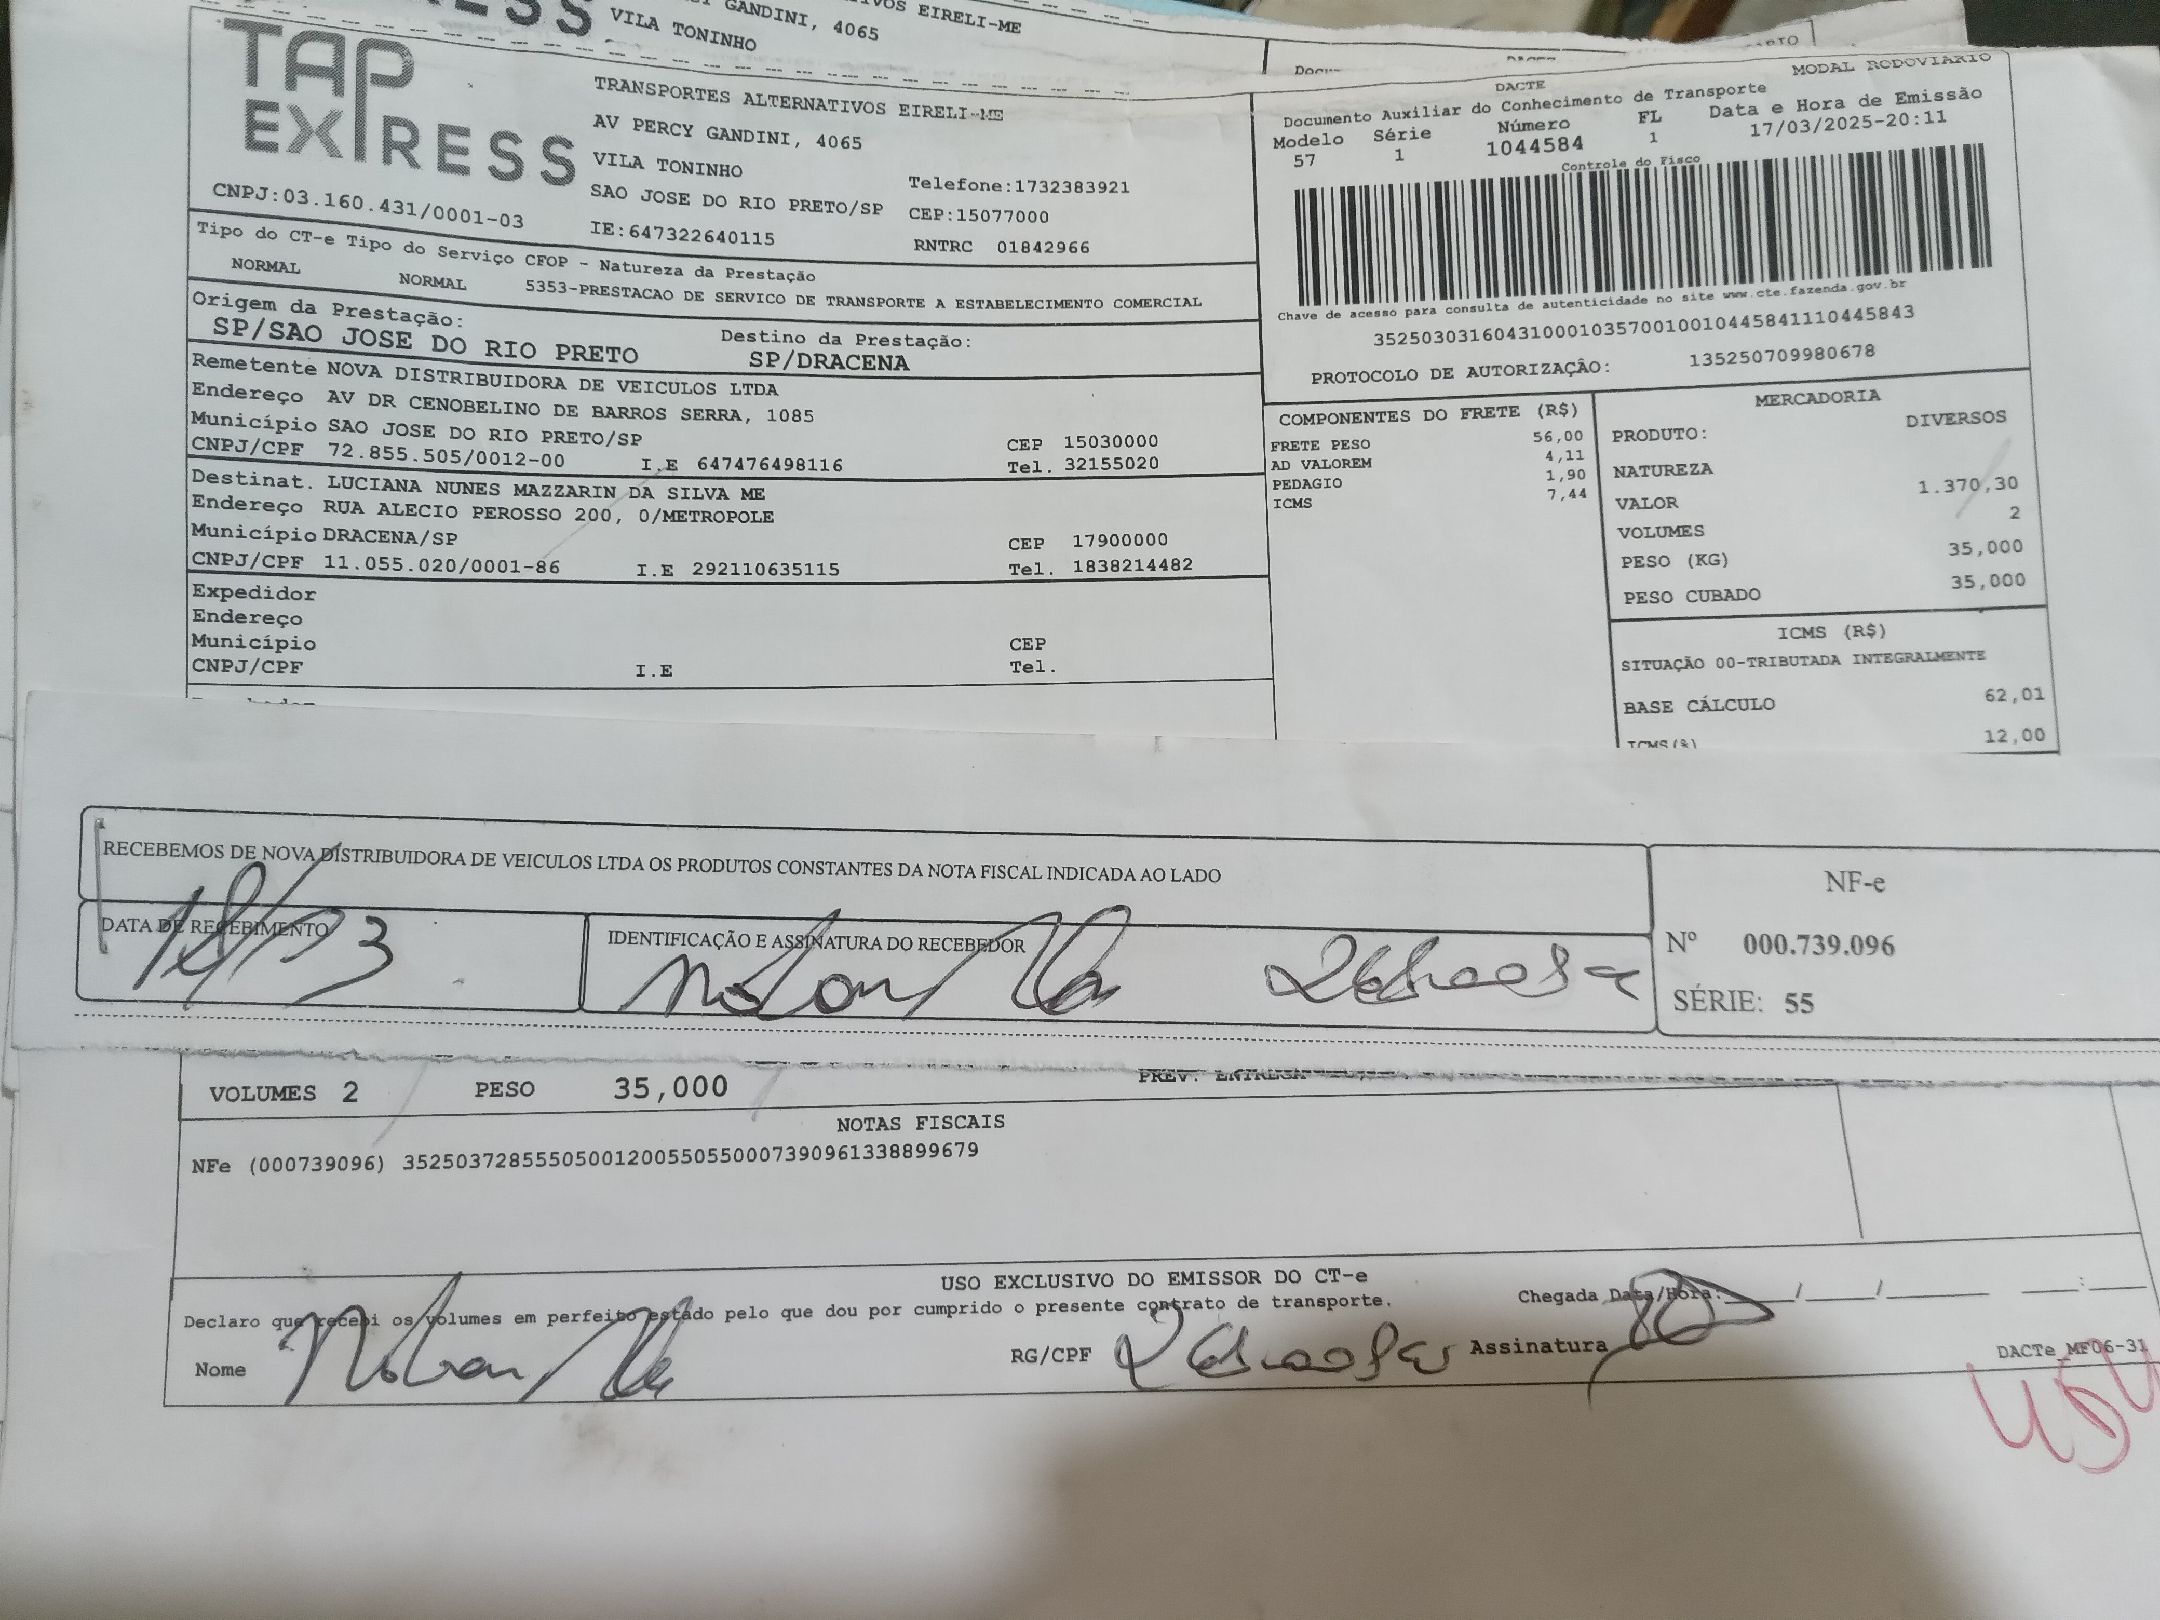 GANDINI, 4065
EIRELI-ME
VILA TONINHO
TAP
EXPRESS
TRANSPORTES ALTERNATIVOS EIRELI-ME
AV PERCY GANDINI, 4065
VILA TONINHO
Telefone:1732383921
CNPJ:03.160.431/0001-03
SAO JOSE DO RIO PRETO/SP CEP:15077000
IE:647322640115 RNTRC 01842966
MODAL RODOVIARIO
DACTE
Documento Auxiliar do Conhecimento de Transporte
Modelo Série Número FL Data e Hora de Emissão
57 1 1044584 1 17/03/2025-20:11
Controle do Fisco
Chave de acesso para consulta de autenticidade no site www.cte.fazenda.gov.br
35250303160431000103570010010445841110445843
PROTOCOLO DE AUTORIZAÇÃO: 135250709980678
Tipo do CT-e Tipo do Serviço CFOP - Natureza da Prestação
NORMAL NORMAL 5353-PRESTACAO DE SERVICO DE TRANSPORTE A ESTABELECIMENTO COMERCIAL
Origem da Prestação: Destino da Prestação:
SP/SAO JOSE DO RIO PRETO SP/DRACENA
Remetente NOVA DISTRIBUIDORA DE VEICULOS LTDA
Endereço AV DR CENOBELINO DE BARROS SERRA, 1085
Município SAO JOSE DO RIO PRETO/SP CEP 15030000
CNPJ/CPF 72.855.505/0012-00 I.E 647476498116 Tel. 32155020
Destinat. LUCIANA NUNES MAZZARIN DA SILVA ME
Endereço RUA ALECIO PEROSSO 200, 0/METROPOLE
Município DRACENA/SP CEP 17900000
CNPJ/CPF 11.055.020/0001-86 I.E 292110635115 Tel. 1838214482
Expedidor
Endereço
Município CEP
CNPJ/CPF I.E Tel.
COMPONENTES DO FRETE (R$)
FRETE PESO 56,00
AD VALOREM 4,11
PEDAGIO 1,90
ICMS 7,44
MERCADORIA
PRODUTO: DIVERSOS
NATUREZA
VALOR 1.370,30
VOLUMES 2
PESO (KG) 35,000
PESO CUBADO 35,000
ICMS (R$)
SITUAÇÃO 00-TRIBUTADA INTEGRALMENTE
BASE CÁLCULO 62,01
ICMS(%) 12,00
RECEBEMOS DE NOVA DISTRIBUIDORA DE VEICULOS LTDA OS PRODUTOS CONSTANTES DA NOTA FISCAL INDICADA AO LADO
DATA DE RECEBIMENTO
18/03
IDENTIFICAÇÃO E ASSINATURA DO RECEBEDOR
NF-e
Nº 000.739.096
SÉRIE: 55
VOLUMES 2 PESO 35,000 PREV. ENTREGA
NOTAS FISCAIS
NFe (000739096) 35250372855505001200550550007390961338899679
USO EXCLUSIVO DO EMISSOR DO CT-e
Declaro que recebi os volumes em perfeito estado pelo que dou por cumprido o presente contrato de transporte. Chegada Data/Hora: / / :
Nome RG/CPF Assinatura
DACTe_MF06-31